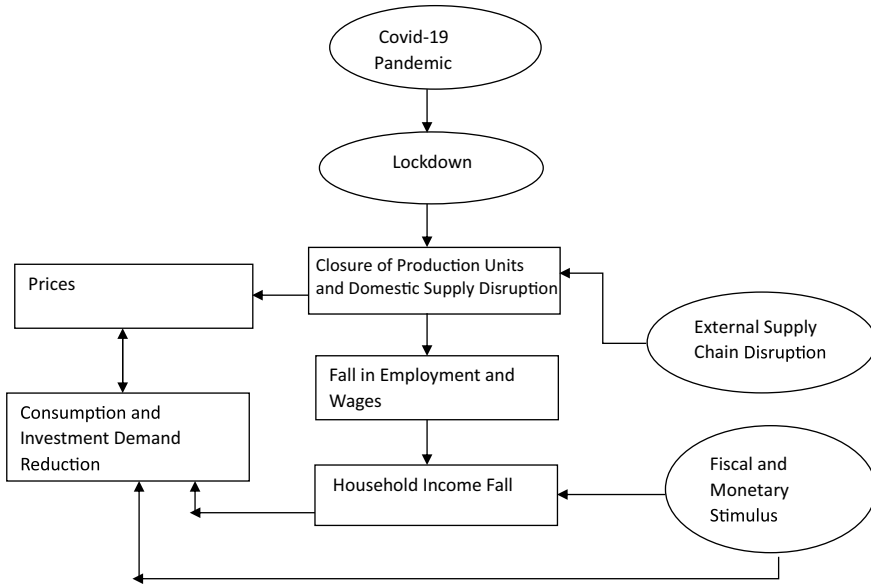 Covid-19
Pandemic
Lockdown
Closure of Production Units
and Domestic Supply Disruption
Prices
External Supply
Chain Disruption
Fall in Employment and
Wages
Consumption and
Investment Demand
Reduction
Household Income Fall
Fiscal and
Monetary
Stimulus